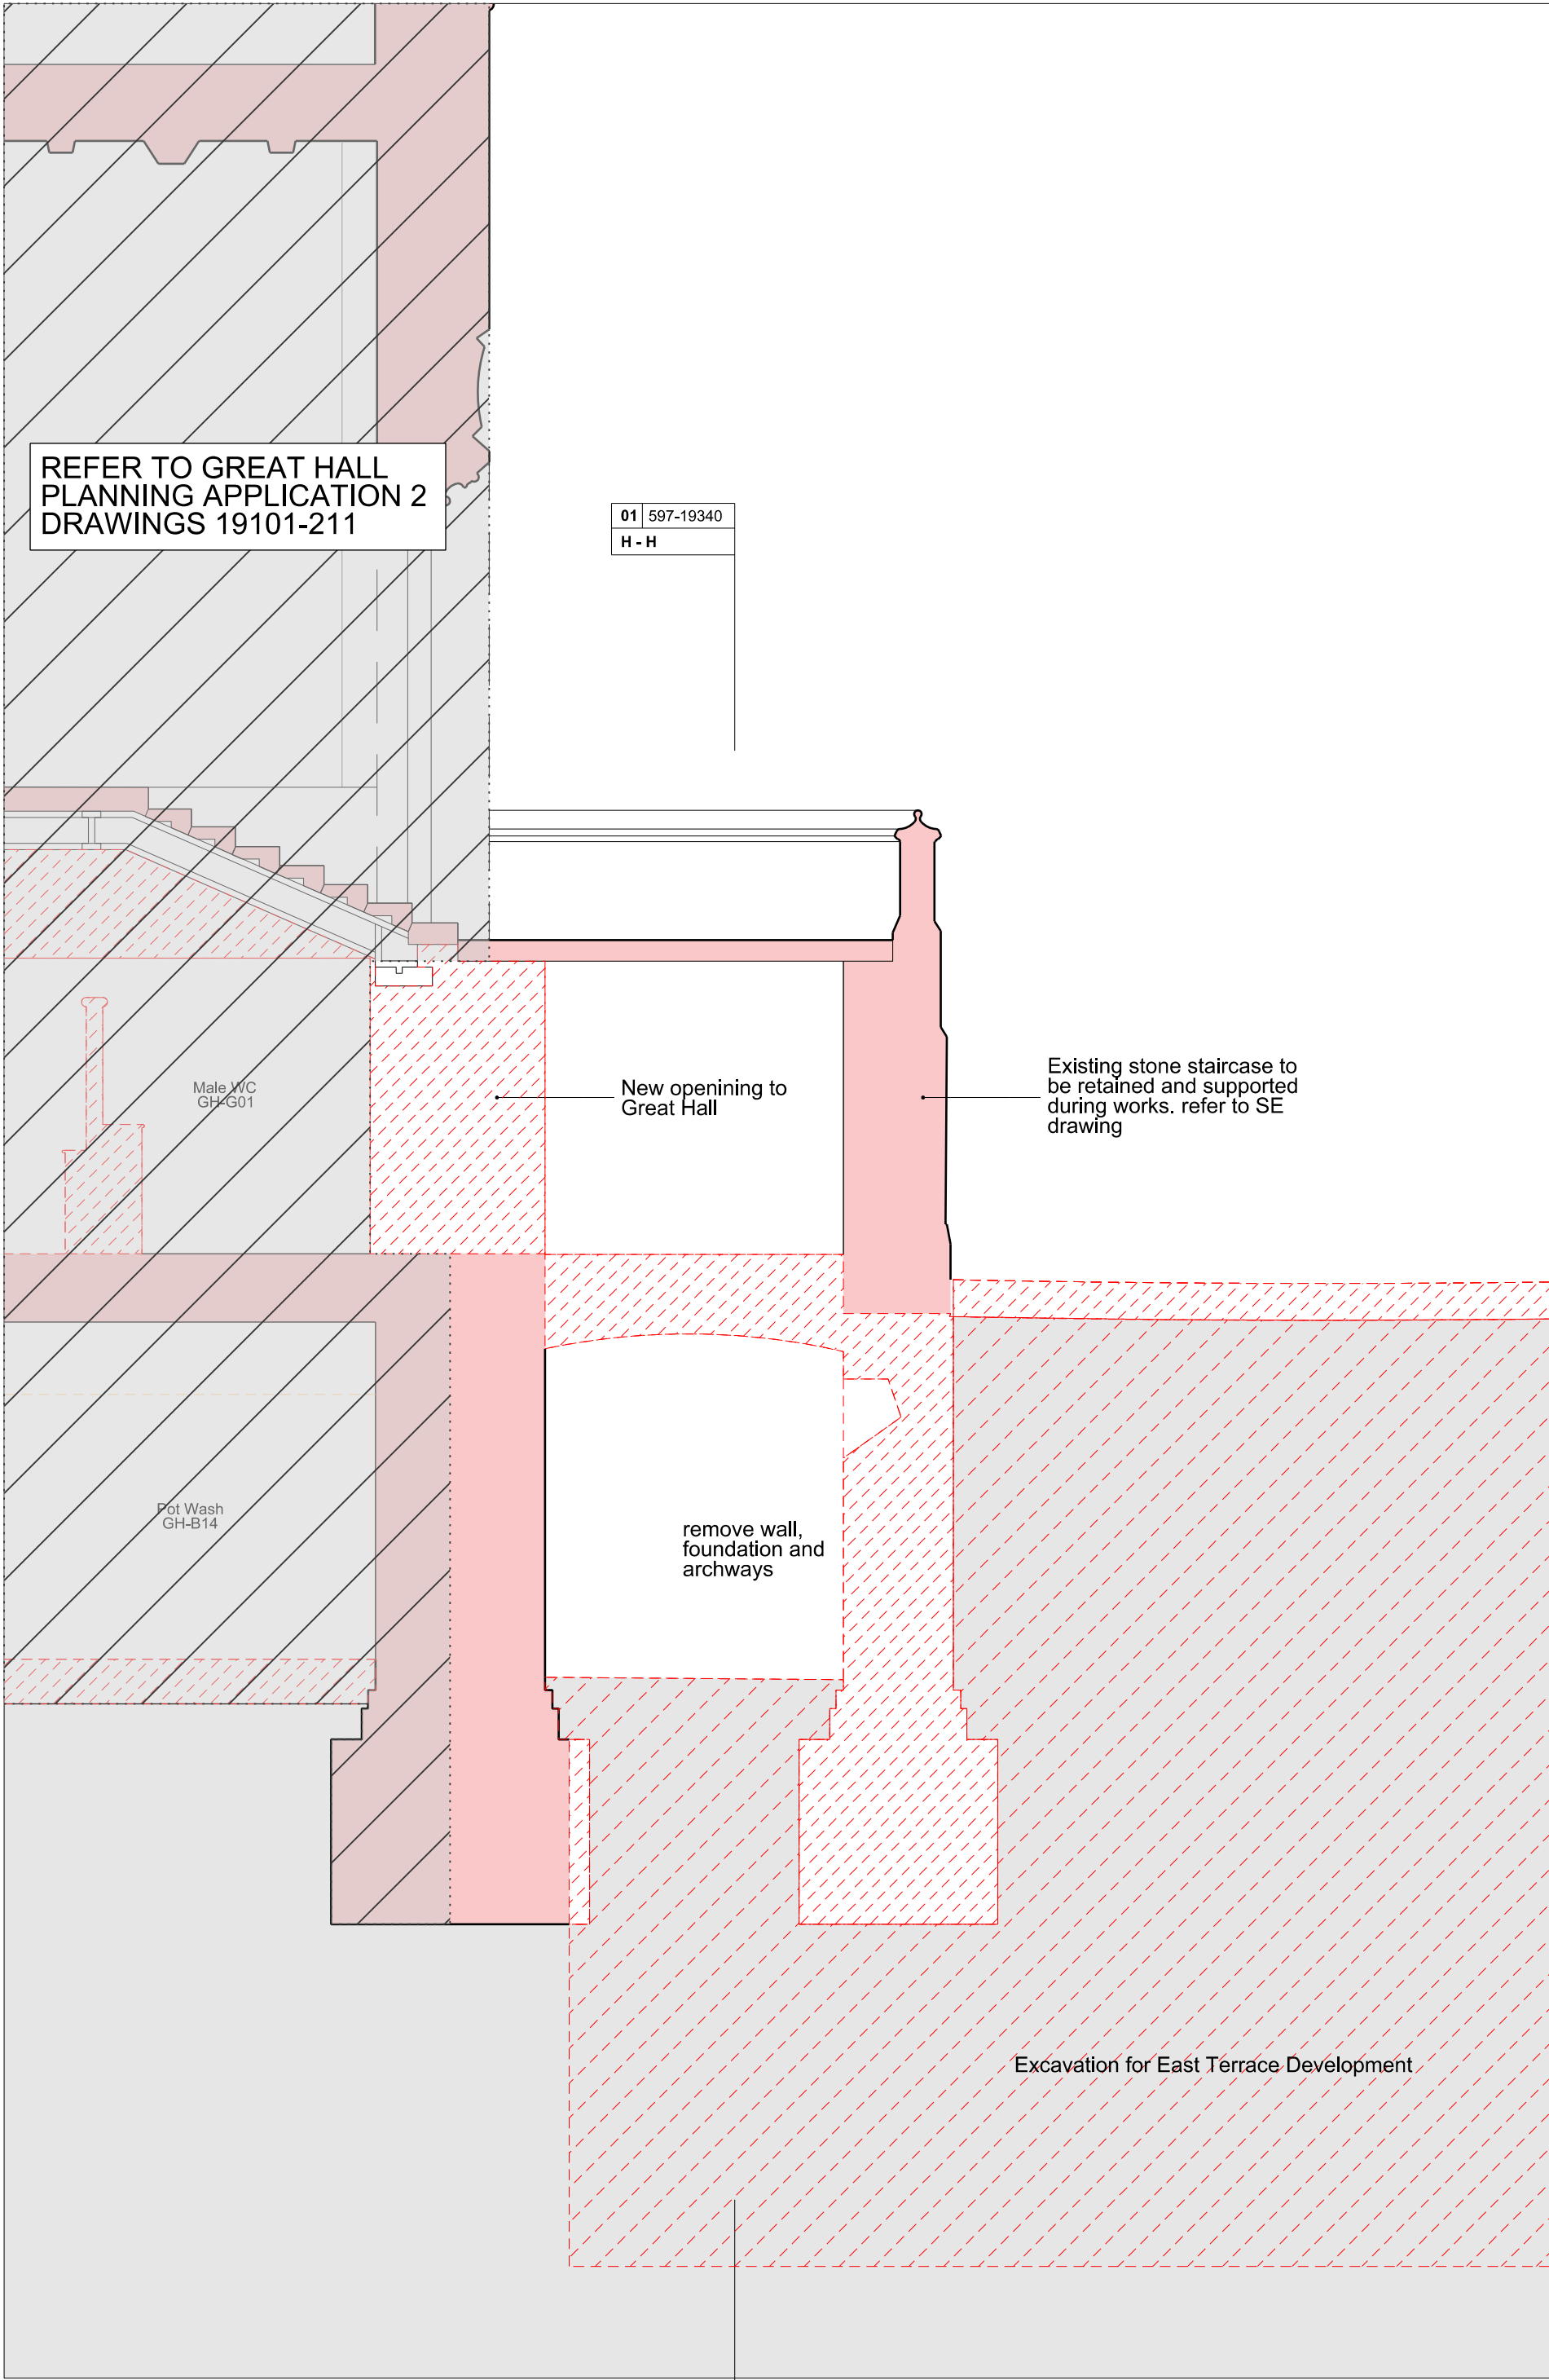 REFER TO GREAT HALL
PLANNING APPLICATION 2
DRAWINGS 19101-211
01 597-19340
H - H
Male WC
GH-G01
New openining to
Great Hall
Existing stone staircase to
be retained and supported
during works. refer to SE
drawing
Pot Wash
GH-B14
remove wall,
foundation and
archways
Excavation for East Terrace Development